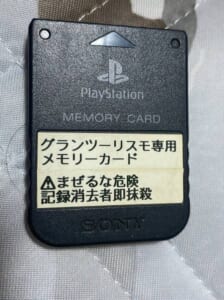 PlayStation
MEMORY CARD
グランツーリスモ専用
メモリーカード
⚠まぜるな危険
記録消去者即抹殺
SONY